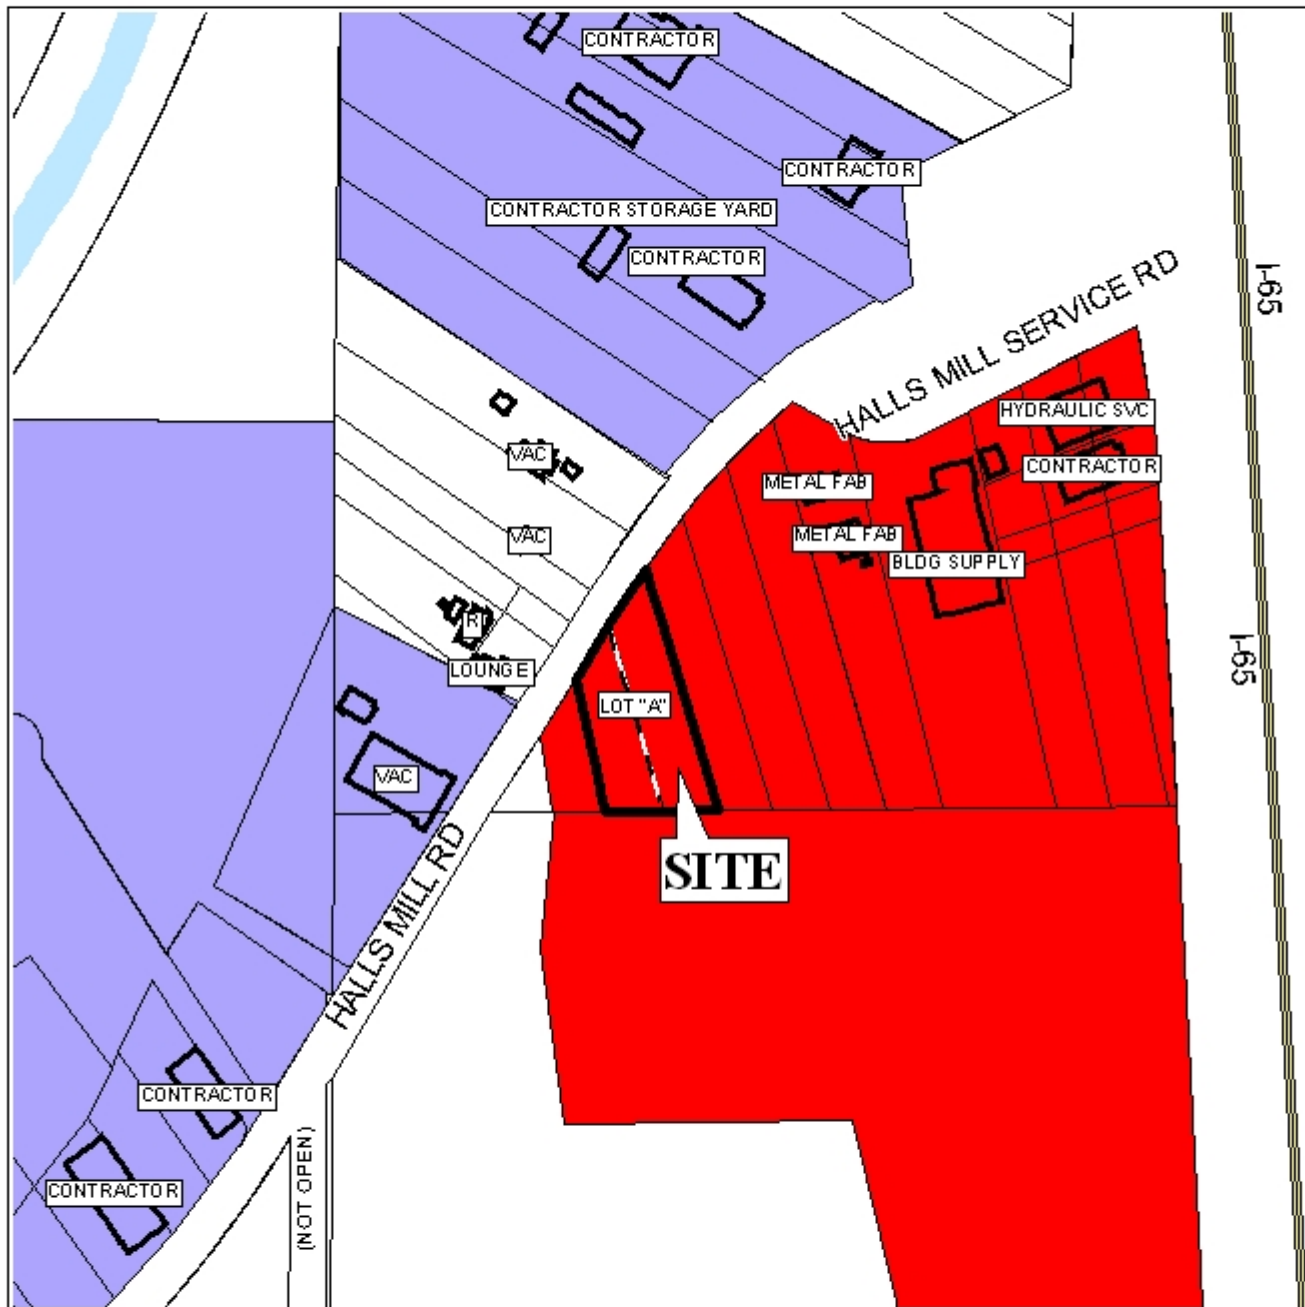 CONTRACTOR
CONTRACTOR
CONTRACTOR STORAGE YARD
CONTRACTOR
HALLS MILL SERVICE RD
I-65
HYDRAULIC SVC
VAC
CONTRACTOR
METAL FAB
VAC
METAL FAB
BLDG SUPPLY
R1
I-65
LOUNGE
LOT "A"
VAC
SITE
HALLS MILL RD
CONTRACTOR
CONTRACTOR
(NOT OPEN)